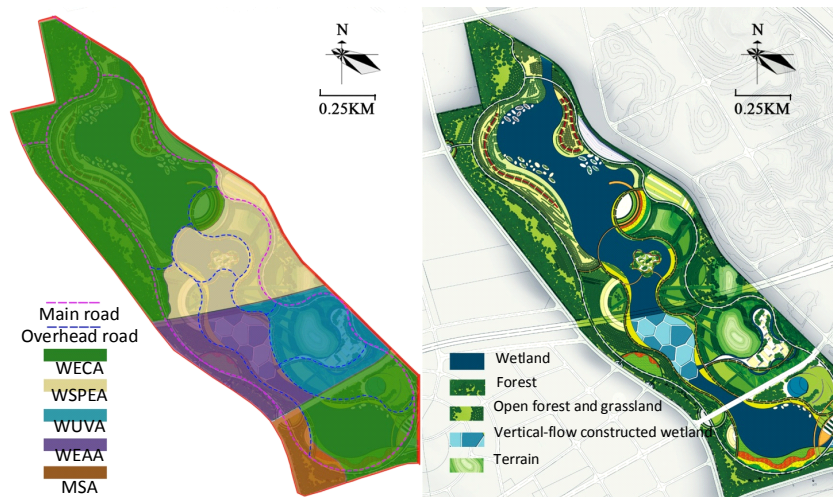 N
0.25KM
Main road
Overhead road
WECA
WSPEA
WUVA
WEAA
MSA
N
0.25KM
Wetland
Forest
Open forest and grassland
Vertical-flow constructed wetland
Terrain